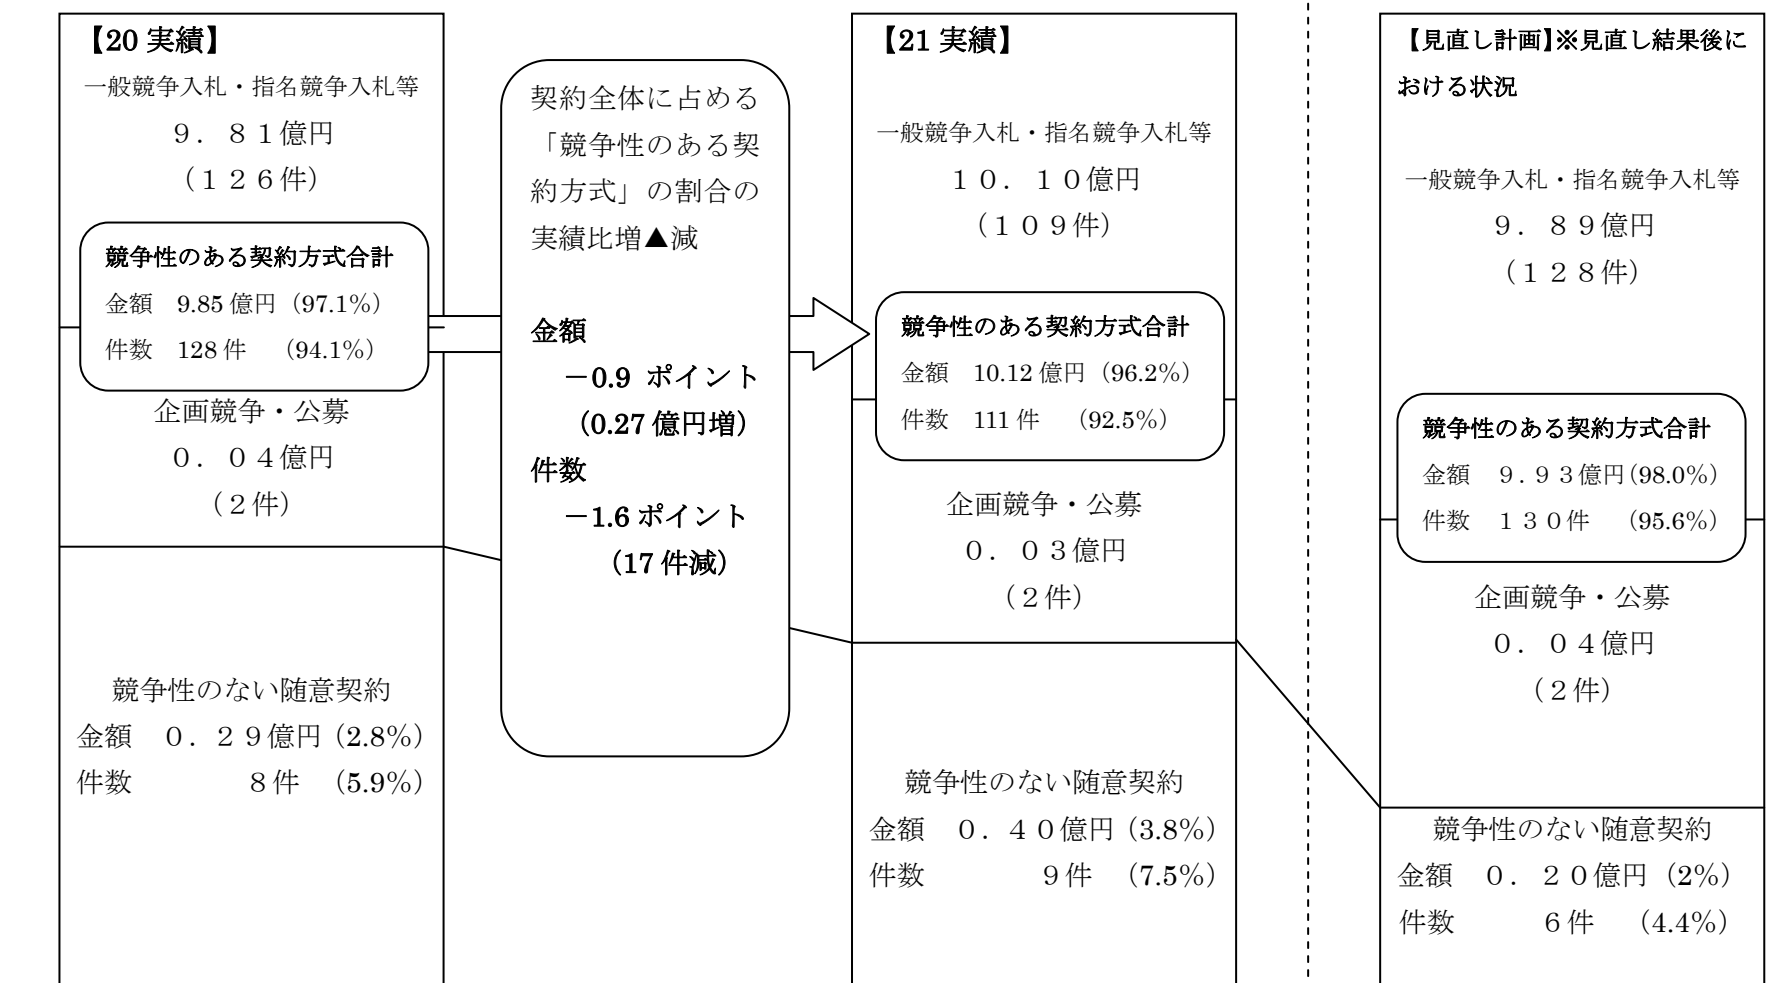 【20 実績】
一般競争入札・指名競争入札等
９．８１億円
（１２６件）
競争性のある契約方式合計
金額　9.85 億円（97.1%）
件数　128 件　（94.1%）
企画競争・公募
０．０４億円
（２件）
競争性のない随意契約
金額　０．２９億円（2.8%）
件数　　　　８件　（5.9%）
契約全体に占める
「競争性のある契
約方式」の割合の
実績比増▲減
金額
－0.9 ポイント
（0.27 億円増）
件数
－1.6 ポイント
（17 件減）
【21 実績】
一般競争入札・指名競争入札等
１０．１０億円
（１０９件）
競争性のある契約方式合計
金額　10.12 億円（96.2%）
件数　111 件　（92.5%）
企画競争・公募
０．０３億円
（２件）
競争性のない随意契約
金額　０．４０億円（3.8%）
件数　　　　９件　（7.5%）
【見直し計画】※見直し結果後に
おける状況
一般競争入札・指名競争入札等
９．８９億円
（１２８件）
競争性のある契約方式合計
金額　９.９３億円（98.0%）
件数　１３０件　（95.6%）
企画競争・公募
０．０４億円
（２件）
競争性のない随意契約
金額　０．２０億円（2%）
件数　　　６件　（4.4%）